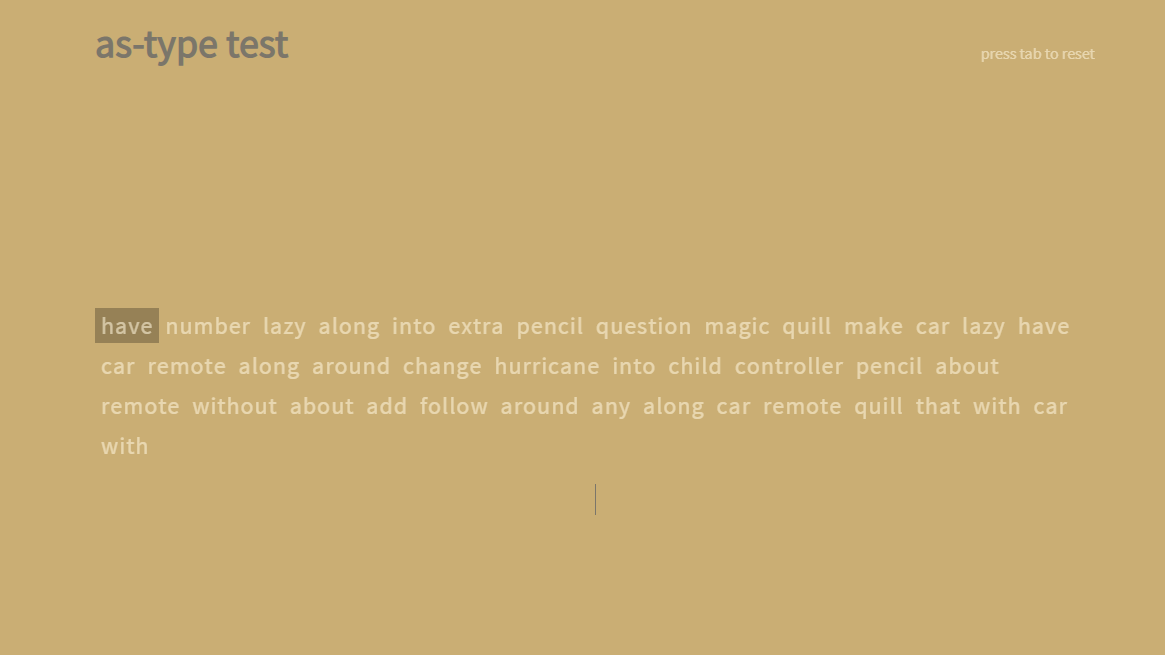 as-type test
press tab to reset
have number lazy along into extra pencil question magic quill make car lazy have
car remote along around change hurricane into child controller pencil about
remote without about add follow around any along car remote quill that with car
with